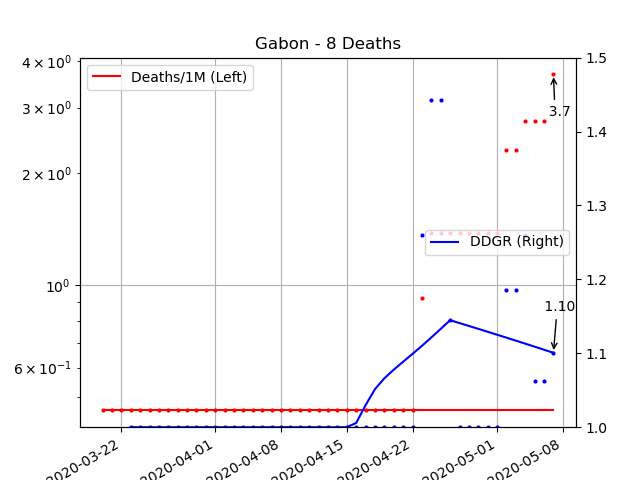 Gabon - 8 Deaths
4 × 10⁰
3 × 10⁰
2 × 10⁰
10⁰
6 × 10⁻¹
Deaths/1M (Left)
DDGR (Right)
3.7
1.10
1.5
1.4
1.3
1.2
1.1
1.0
2020-03-22
2020-04-01
2020-04-08
2020-04-15
2020-04-22
2020-05-01
2020-05-08